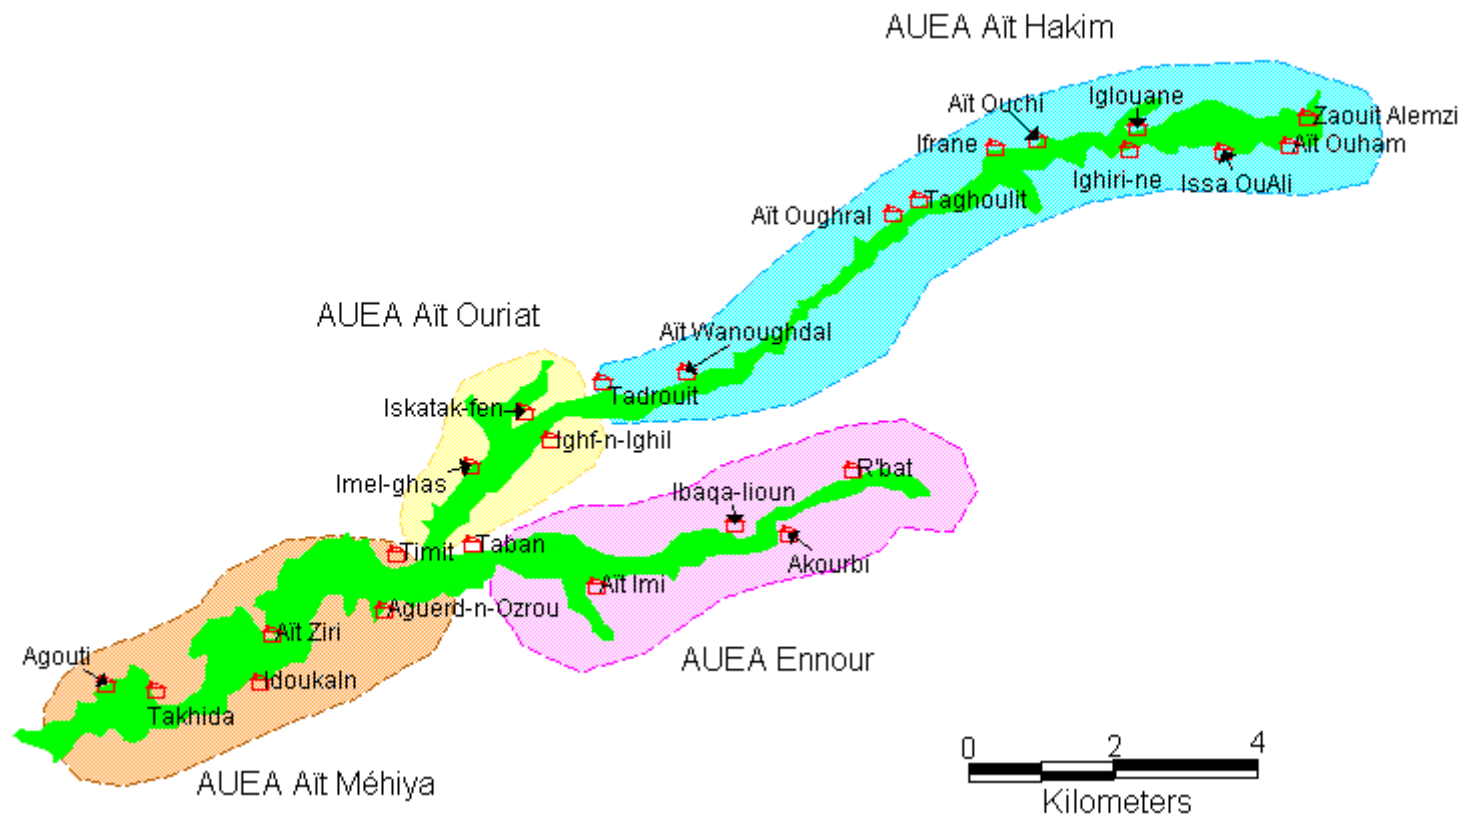 AUEA Aït Hakim
Aït Ouchi
Iglouane
Zaouit Alemzi
Ifrane
Aït Ouham
Ighiri-ne
Issa OuAli
Taghoulit
Aït Oughral
AUEA Aït Ouriat
Aït Wanoughdal
Tadrouit
Iskatak-fen
Ighf-n-Ighil
Imel-ghas
R'bat
Ibaqa-lioun
Timit
Taban
Akourbi
Aït Imi
Aguerd-n-Ozrou
Aït Ziri
AUEA Ennour
Agouti
Idoukaln
Takhida
0 2 4
Kilometers
AUEA Aït Méhiya